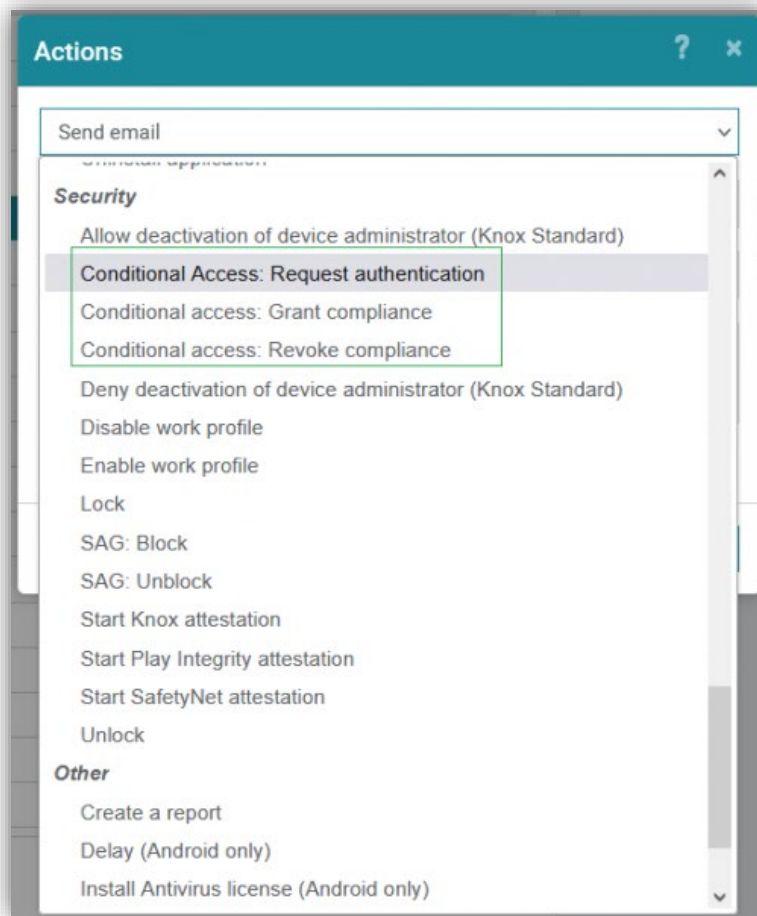 Actions
? ×
Send email
Uninstall application
Security
Allow deactivation of device administrator (Knox Standard)
Conditional Access: Request authentication
Conditional access: Grant compliance
Conditional access: Revoke compliance
Deny deactivation of device administrator (Knox Standard)
Disable work profile
Enable work profile
Lock
SAG: Block
SAG: Unblock
Start Knox attestation
Start Play Integrity attestation
Start SafetyNet attestation
Unlock
Other
Create a report
Delay (Android only)
Install Antivirus license (Android only)